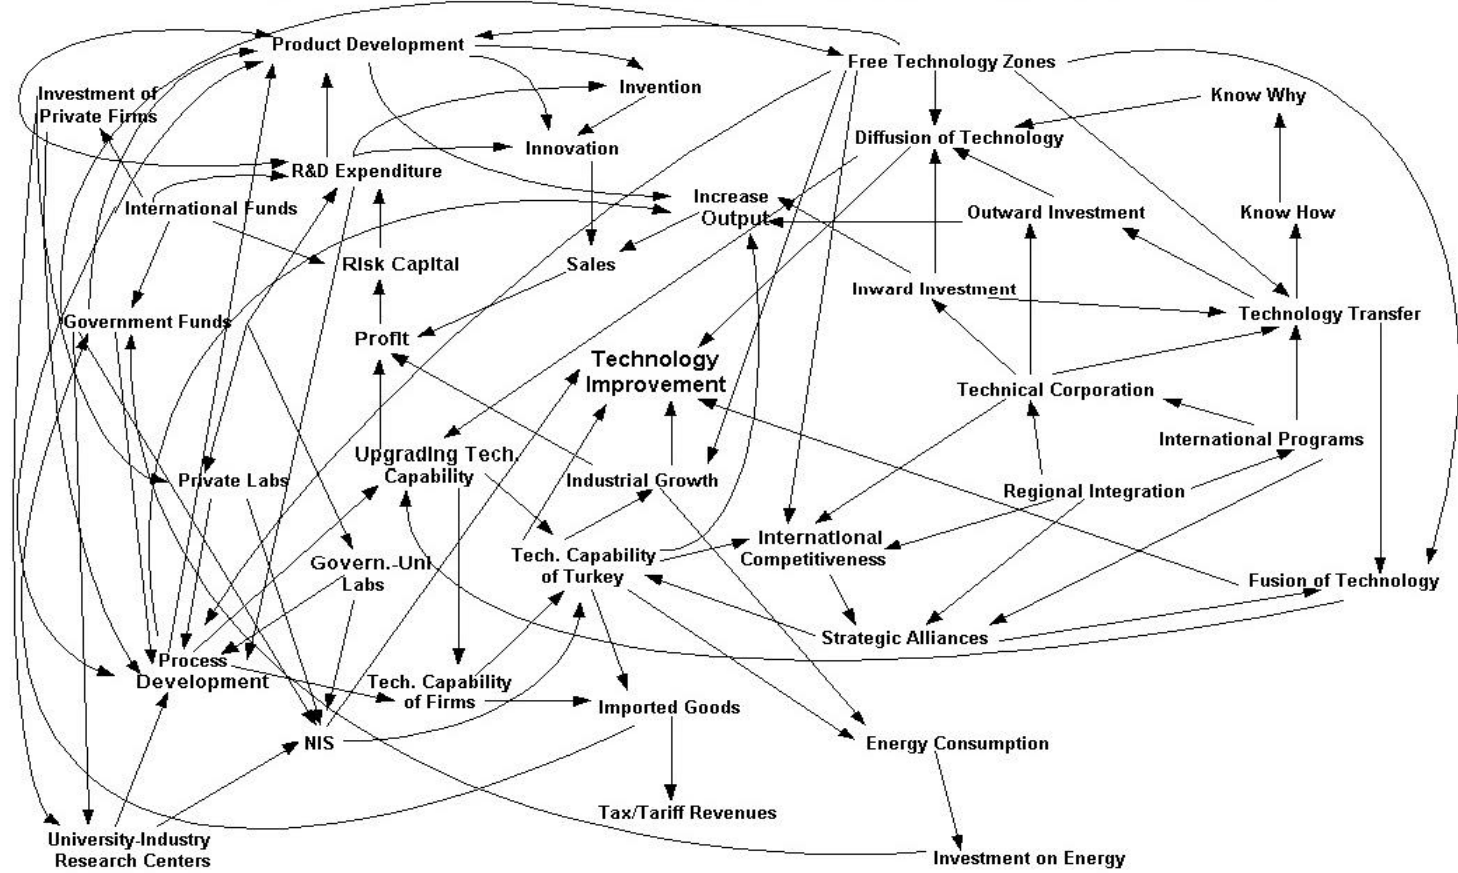 Product Development
Free Technology Zones
Investment of
Private Firms
Invention
Know Why
Diffusion of Technology
Innovation
R&D Expenditure
Increase
Output
International Funds
Outward Investment
Know How
Risk Capital
Sales
Inward Investment
Government Funds
Technology Transfer
Profit
Technology
Improvement
Technical Corporation
International Programs
Upgrading Tech.
Capability
Private Labs
Industrial Growth
Regional Integration
International
Competitiveness
Tech. Capability
of Turkey
Govern.-Uni
Labs
Fusion of Technology
Strategic Alliances
Process
Development
Tech. Capability
of Firms
Imported Goods
NIS
Energy Consumption
Tax/Tariff Revenues
University-Industry
Research Centers
Investment on Energy